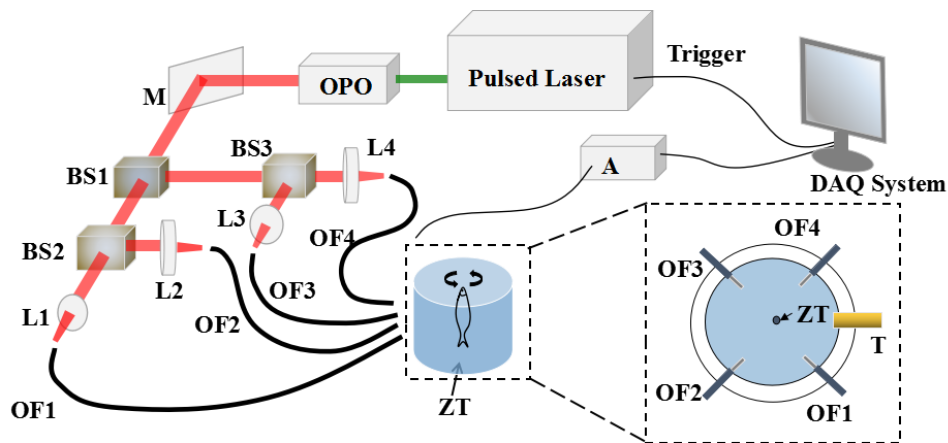 Trigger
OPO
Pulsed Laser
M
BS3
L4
BS1
A
DAQ System
L3
BS2
OF4
OF4
OF3
L2
OF3
L1
OF2
ZT
T
OF2
OF1
OF1
ZT